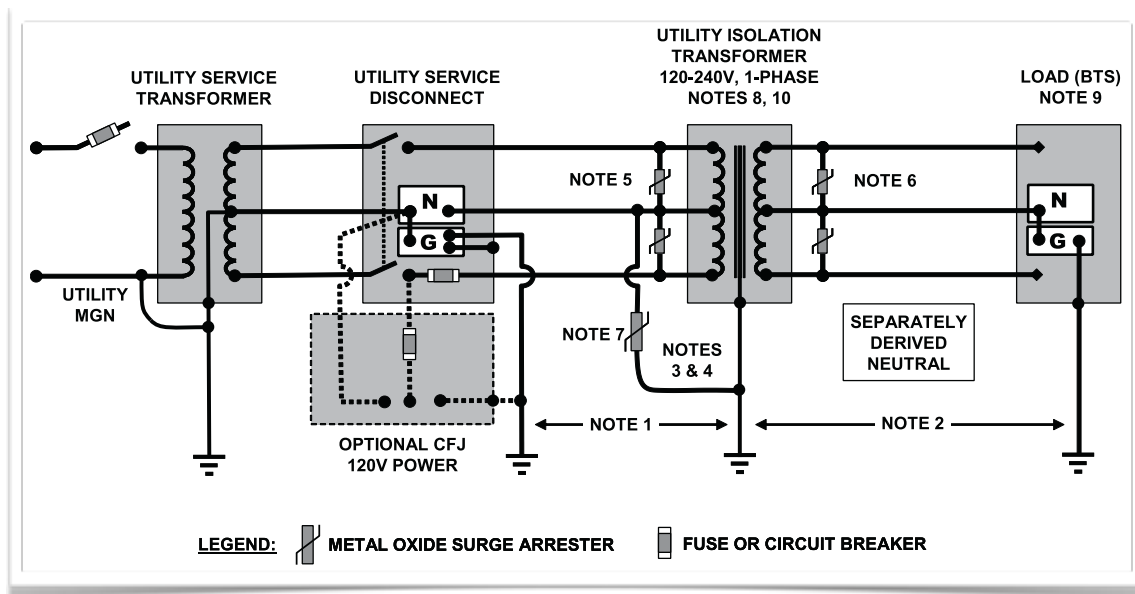 UTILITY SERVICE
TRANSFORMER
UTILITY SERVICE
DISCONNECT
UTILITY ISOLATION
TRANSFORMER
120-240V, 1-PHASE
NOTES 8, 10
LOAD (BTS)
NOTE 9
NOTE 5
NOTE 6
N
G
N
G
UTILITY
MGN
NOTE 7
NOTES
3 & 4
SEPARATELY
DERIVED
NEUTRAL
NOTE 1
NOTE 2
OPTIONAL CFJ
120V POWER
LEGEND:
METAL OXIDE SURGE ARRESTER
FUSE OR CIRCUIT BREAKER